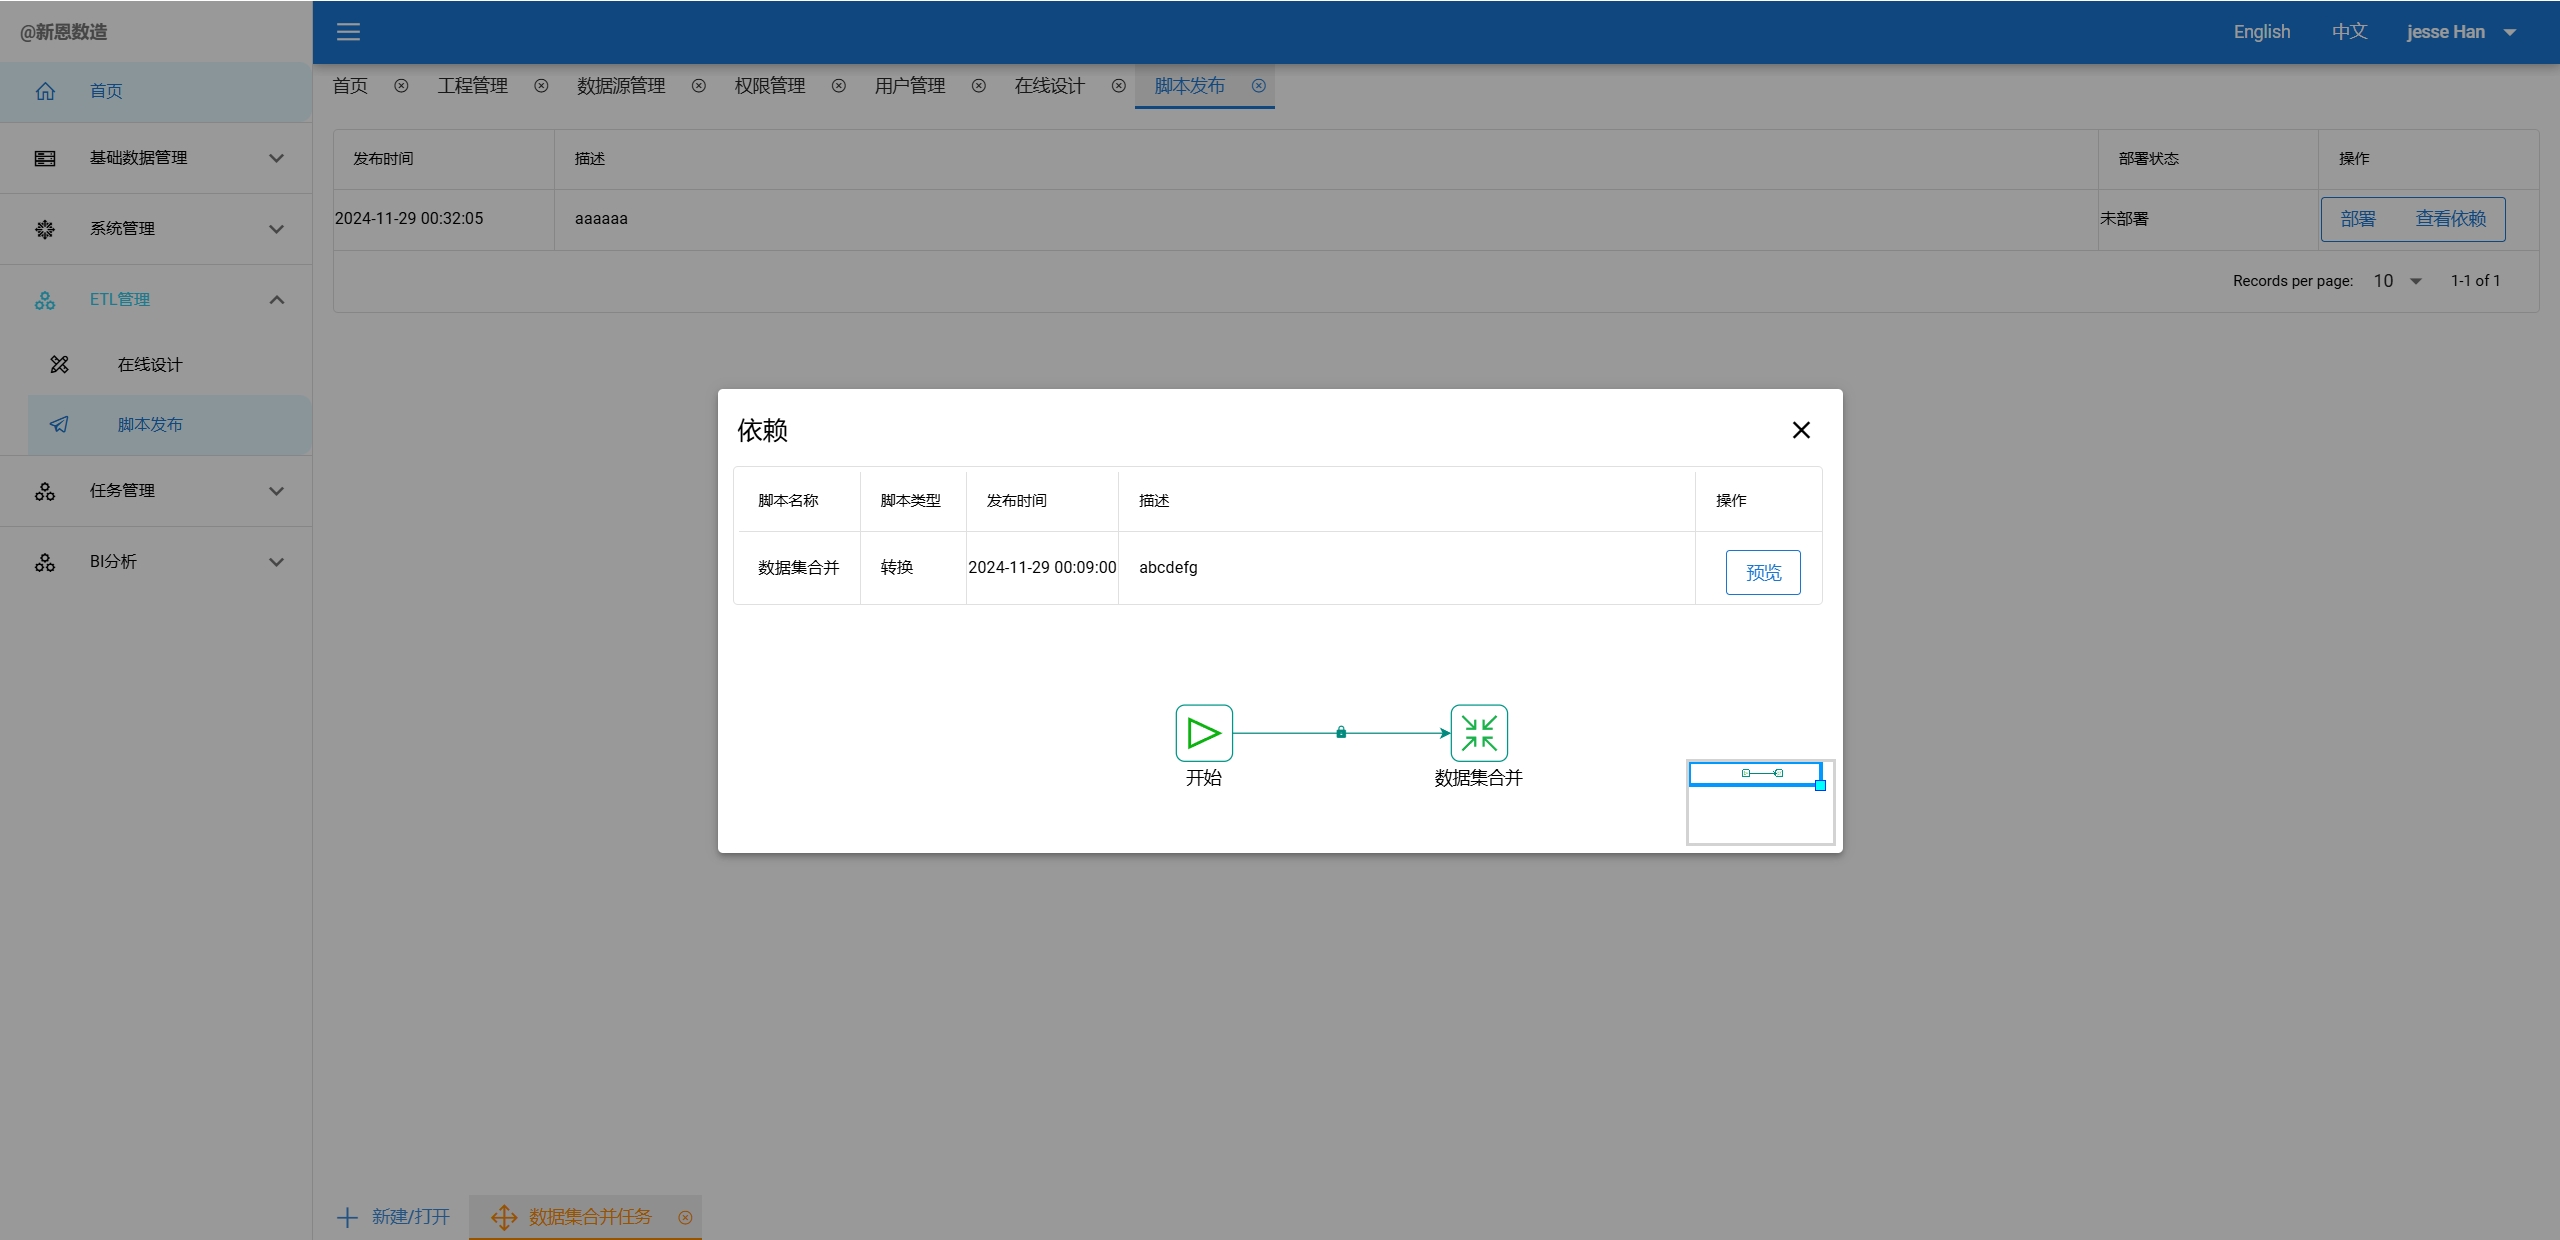 @新恩数造
English 中文 jesse Han
首页
基础数据管理
系统管理
ETL管理
在线设计
脚本发布
任务管理
BI分析
首页 工程管理 数据源管理 权限管理 用户管理 在线设计 脚本发布
发布时间 描述 部署状态 操作
2024-11-29 00:32:05 aaaaaa 未部署 部署 查看依赖
Records per page: 10 1-1 of 1
依赖
脚本名称 脚本类型 发布时间 描述 操作
数据集合并 转换 2024-11-29 00:09:00 abcdefg 预览
开始 数据集合并
新建/打开 数据集合并任务